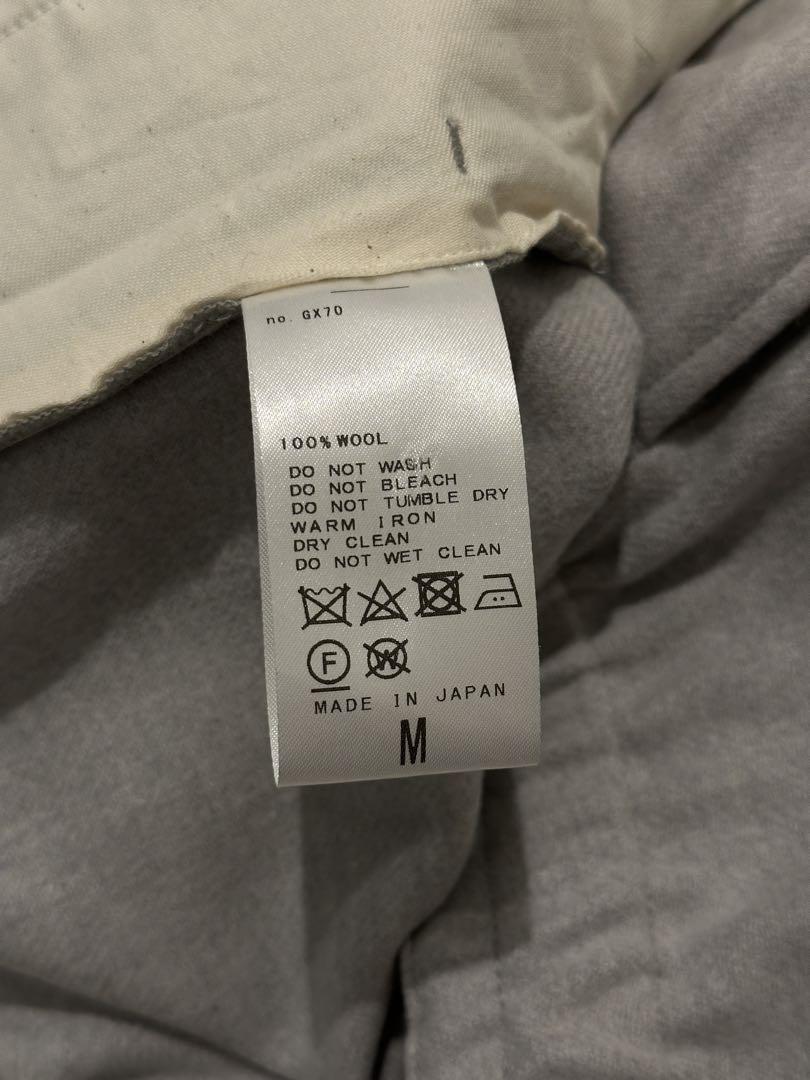 no. GX70
100% WOOL
DO NOT WASH
DO NOT BLEACH
DO NOT TUMBLE DRY
WARM IRON
DRY CLEAN
DO NOT WET CLEAN
F W
MADE IN JAPAN
M